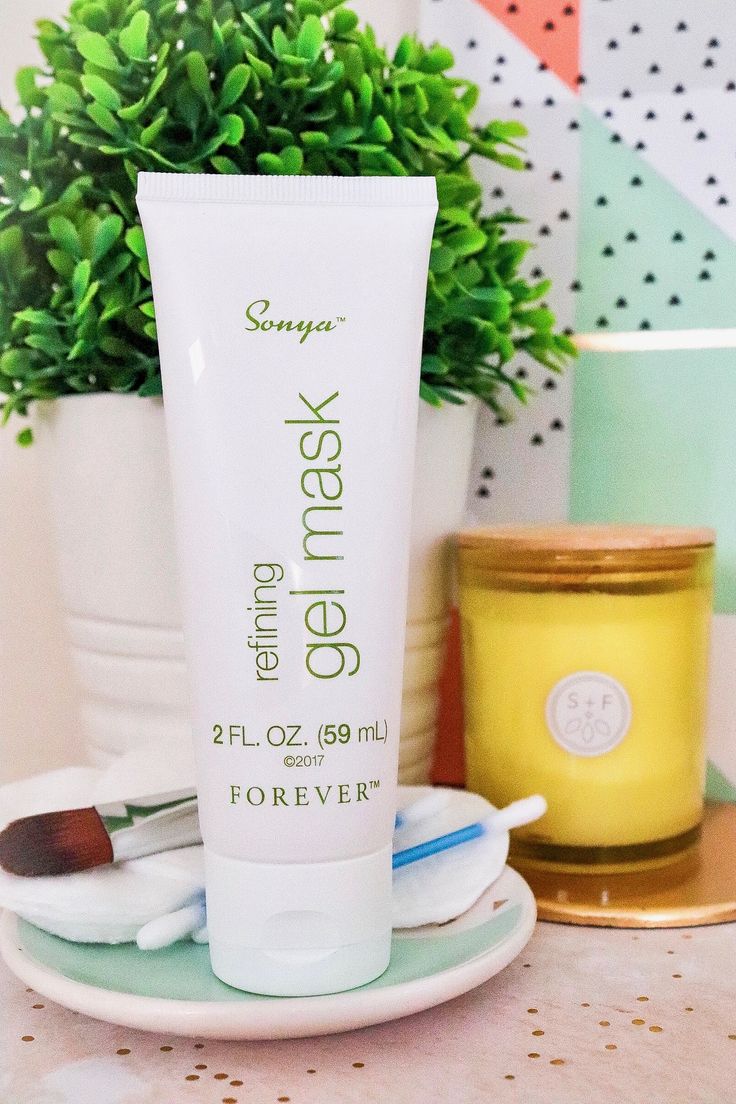 Sonya™
refining
gel mask
2 FL. OZ. (59 mL)
©2017
FOREVER™
S + F